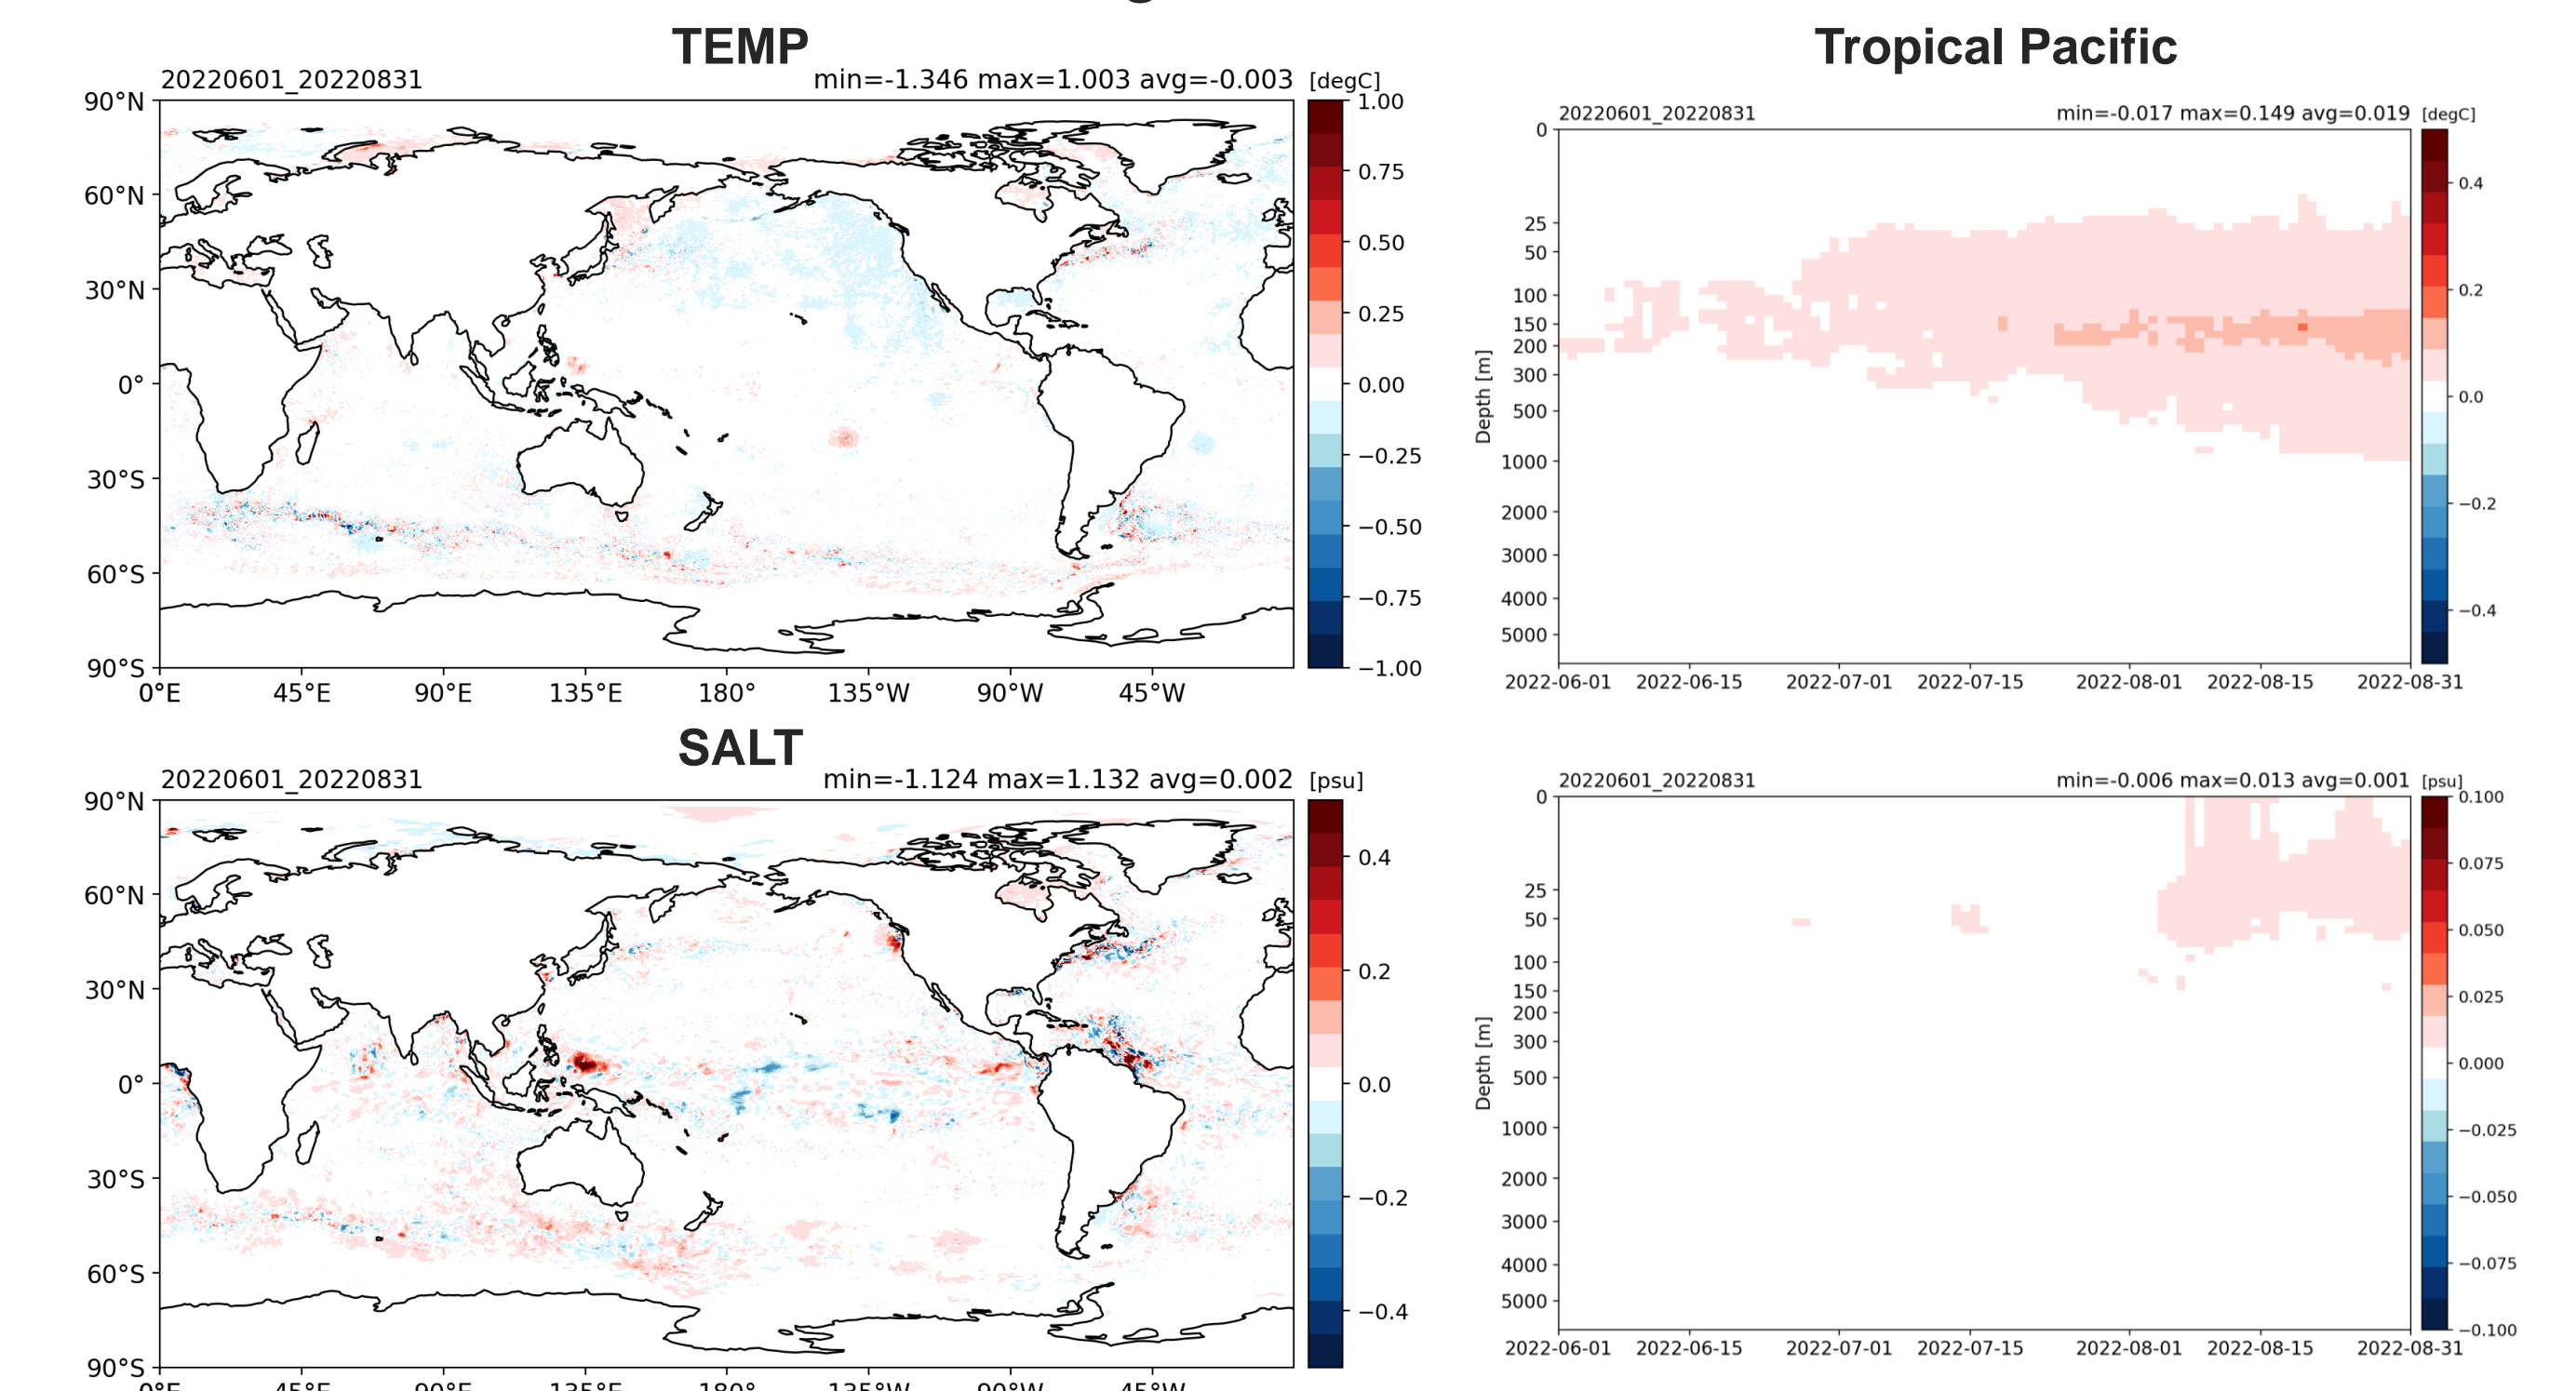 TEMP
20220601_20220831 min=-1.346 max=1.003 avg=-0.003 [degC]
90°N
60°N
30°N
0°
30°S
60°S
90°S
0°E 45°E 90°E 135°E 180° 135°W 90°W 45°W
1.00
0.75
0.50
0.25
0.00
−0.25
−0.50
−0.75
−1.00
Tropical Pacific
20220601_20220831 min=-0.017 max=0.149 avg=0.019 [degC]
Depth [m]
0
25
50
100
150
200
300
500
1000
2000
3000
4000
5000
2022-06-01 2022-06-15 2022-07-01 2022-07-15 2022-08-01 2022-08-15 2022-08-31
0.4
0.2
0.0
−0.2
−0.4
SALT
20220601_20220831 min=-1.124 max=1.132 avg=0.002 [psu]
90°N
60°N
30°N
0°
30°S
60°S
90°S
0°E 45°E 90°E 135°E 180° 135°W 90°W 45°W
0.4
0.2
0.0
−0.2
−0.4
20220601_20220831 min=-0.006 max=0.013 avg=0.001 [psu]
Depth [m]
0
25
50
100
150
200
300
500
1000
2000
3000
4000
5000
2022-06-01 2022-06-15 2022-07-01 2022-07-15 2022-08-01 2022-08-15 2022-08-31
0.100
0.075
0.050
0.025
0.000
−0.025
−0.050
−0.075
−0.100